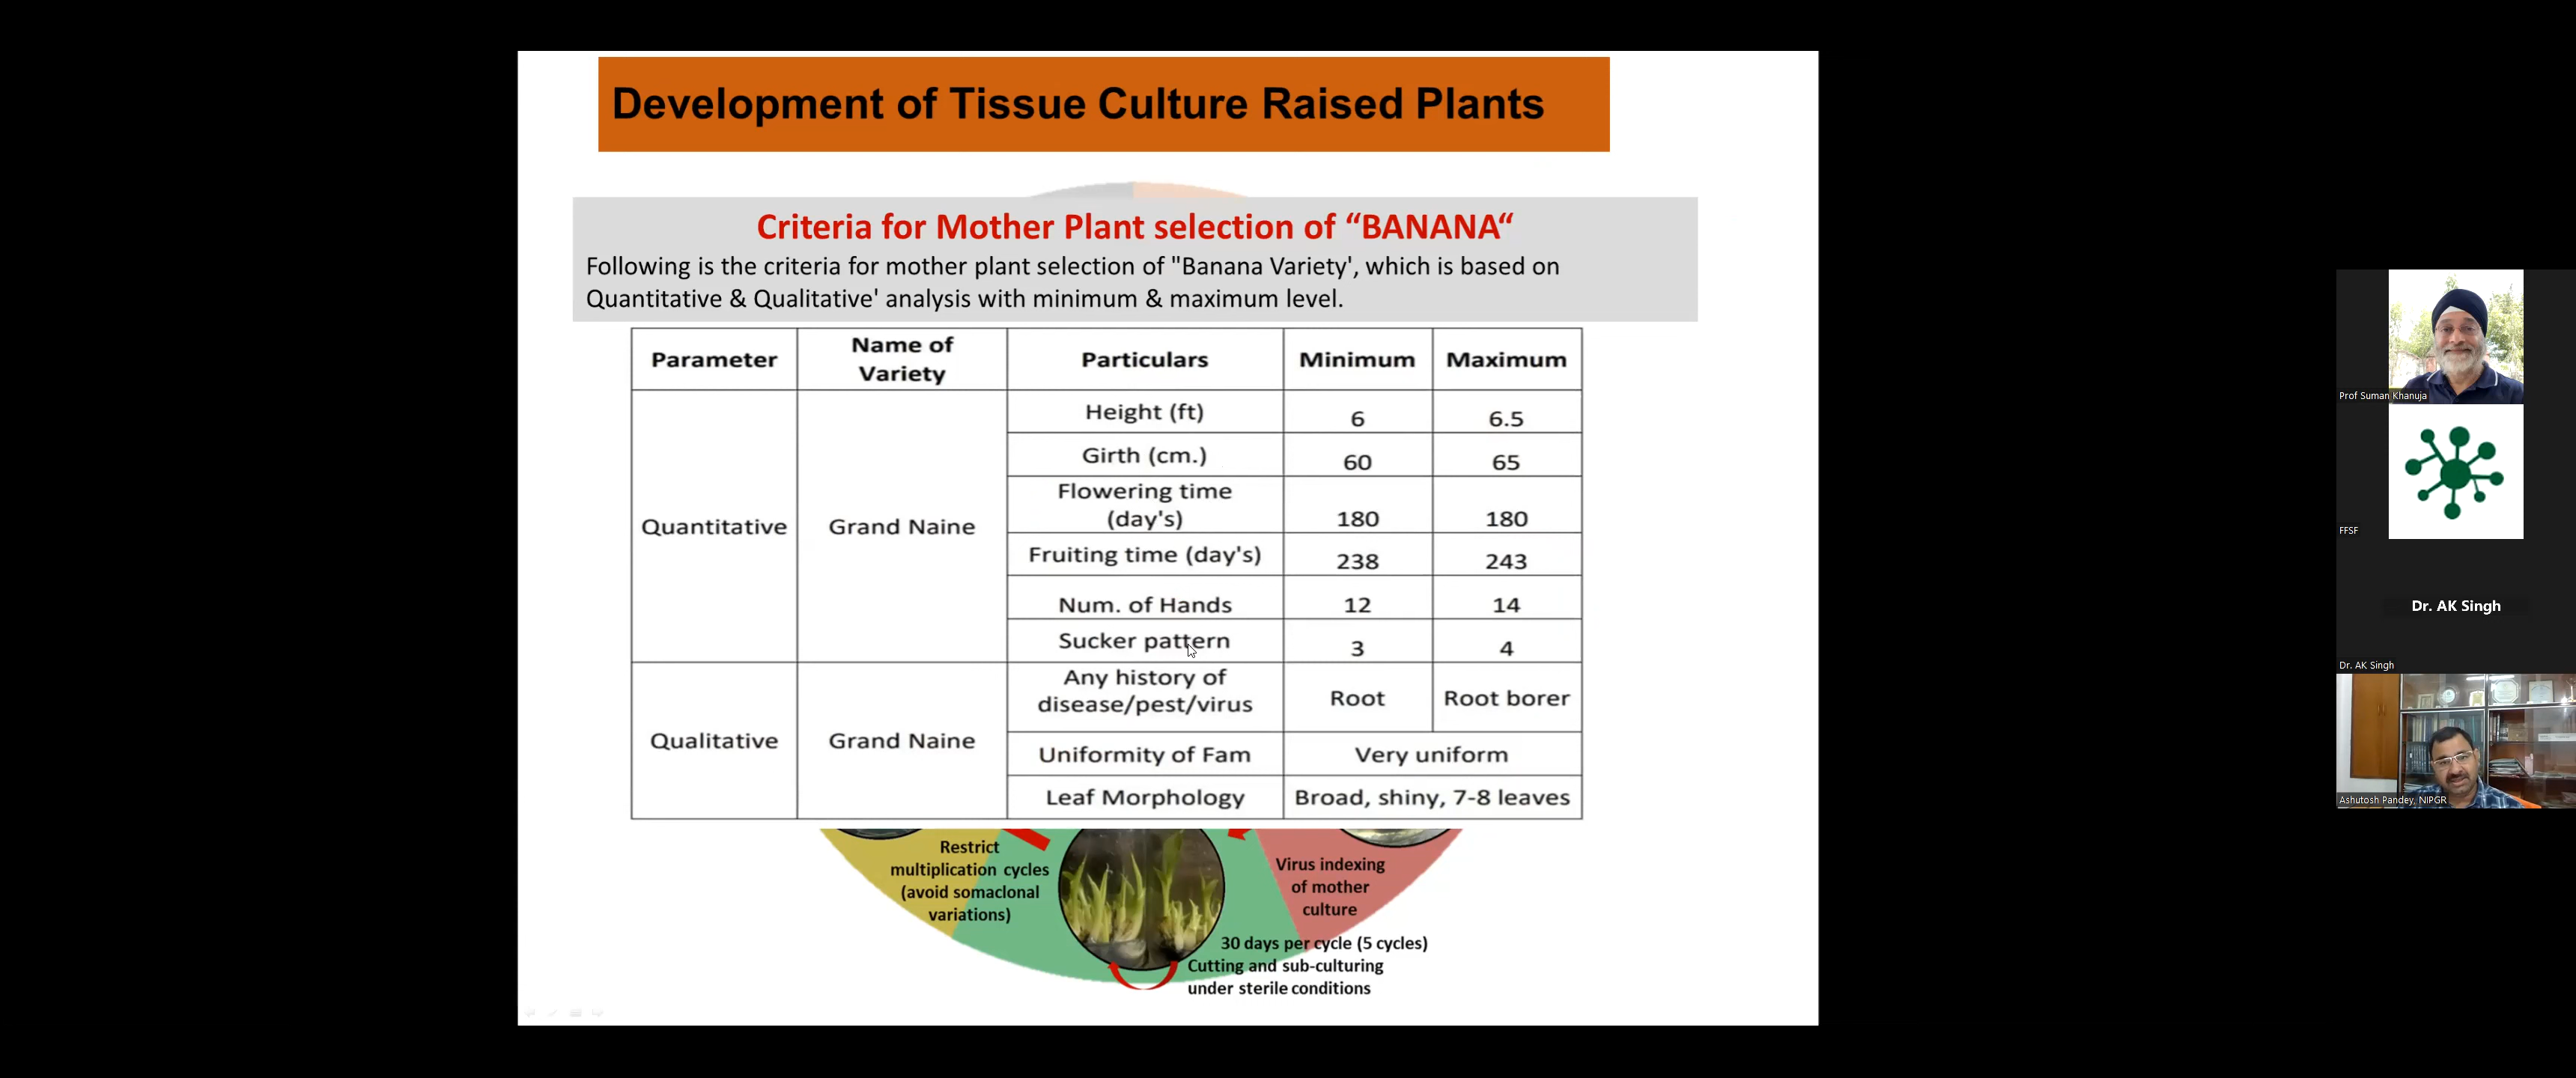 Development of Tissue Culture Raised Plants
Criteria for Mother Plant selection of “BANANA“
Following is the criteria for mother plant selection of "Banana Variety', which is based on
Quantitative & Qualitative' analysis with minimum & maximum level.
Parameter
Name of
Variety
Particulars
Minimum
Maximum
Quantitative
Grand Naine
Height (ft)
6
6.5
Girth (cm.)
60
65
Flowering time
(day's)
180
180
Fruiting time (day's)
238
243
Num. of Hands
12
14
Sucker pattern
3
4
Qualitative
Grand Naine
Any history of
disease/pest/virus
Root
Root borer
Uniformity of Fam
Very uniform
Leaf Morphology
Broad, shiny, 7-8 leaves
Restrict
multiplication cycles
(avoid somaclonal
variations)
Virus indexing
of mother
culture
30 days per cycle (5 cycles)
Cutting and sub-culturing
under sterile conditions
Prof Suman Khanuja
FFSF
Dr. AK Singh
Dr. AK Singh
Ashutosh Pandey, NIPGR